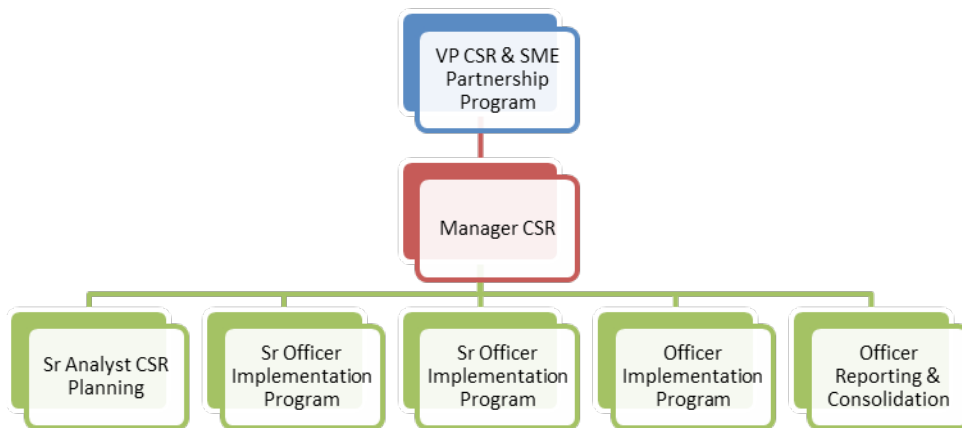 VP CSR & SME
Partnership
Program
Manager CSR
Sr Analyst CSR
Planning
Sr Officer
Implementation
Program
Sr Officer
Implementation
Program
Officer
Implementation
Program
Officer
Reporting &
Consolidation